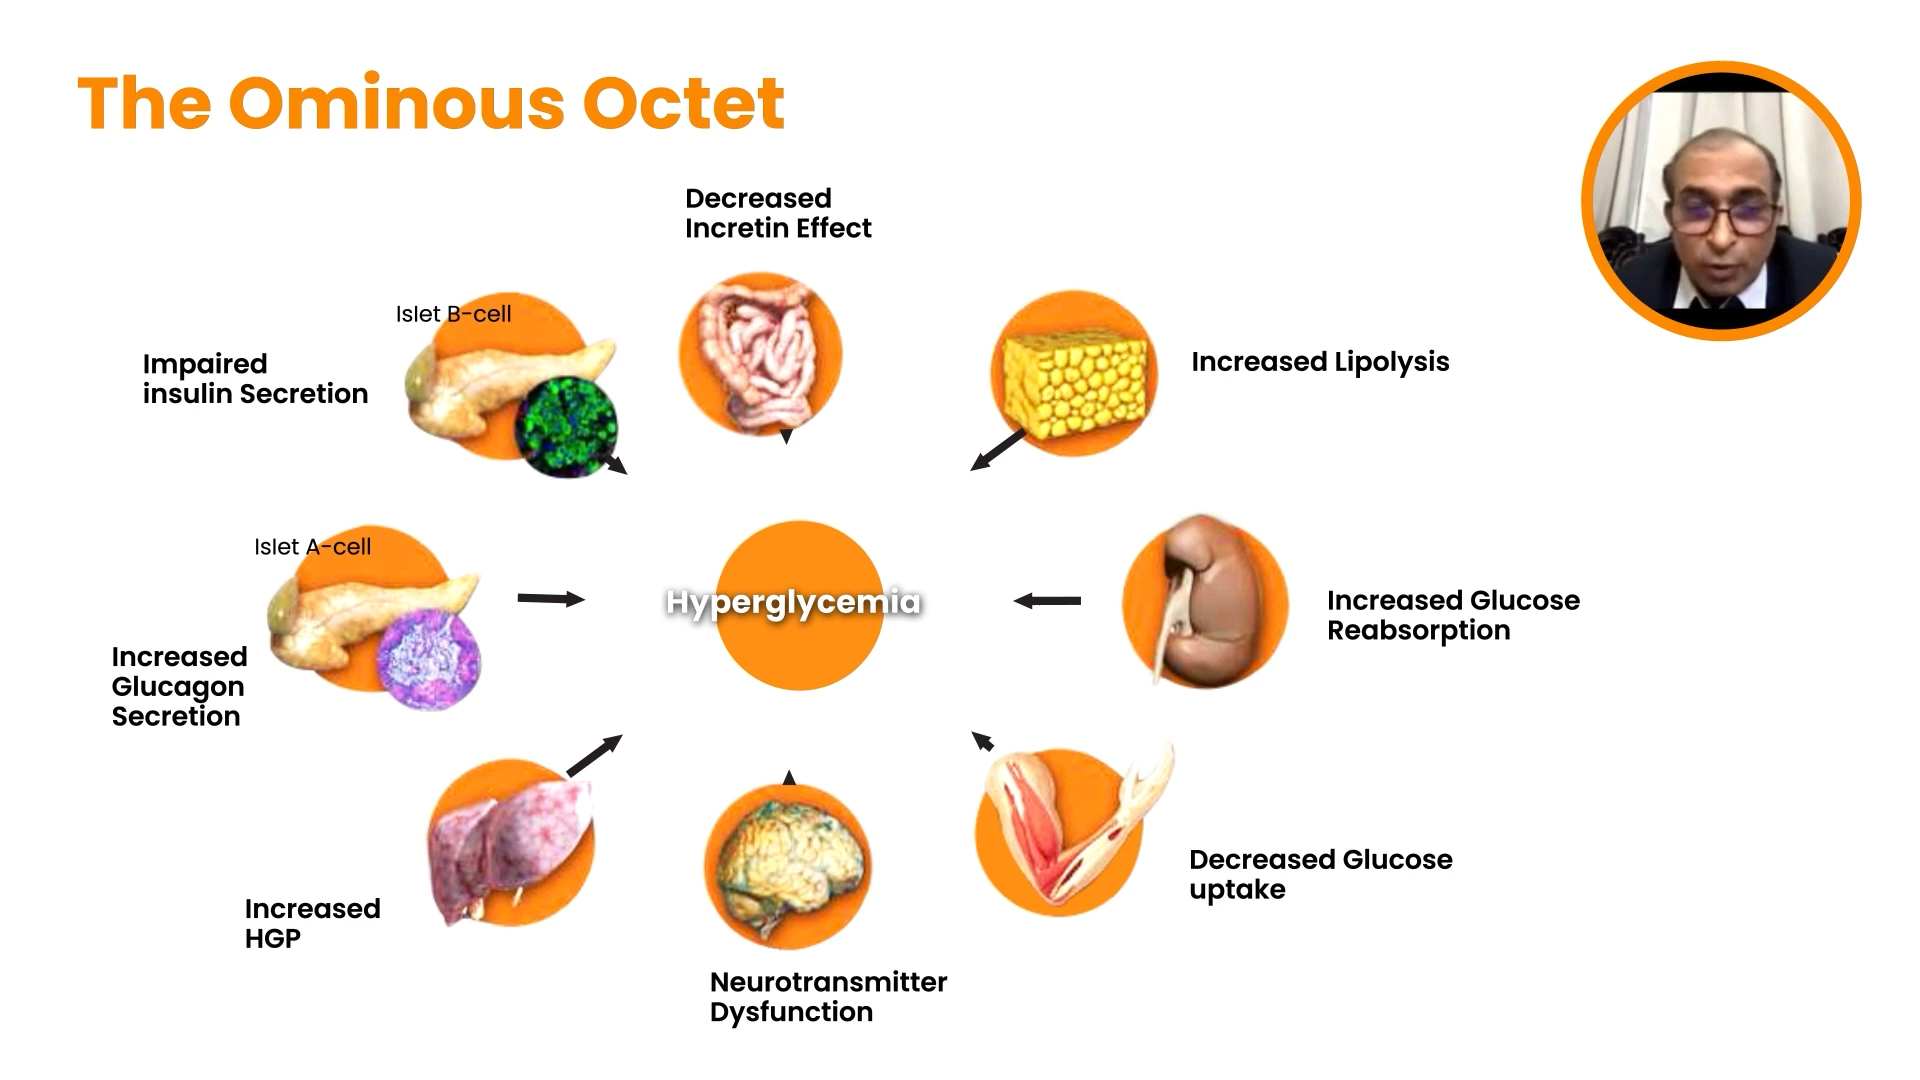 The Ominous Octet
Decreased
Incretin Effect
Islet B-cell
Impaired
insulin Secretion
Increased Lipolysis
Islet A-cell
Increased
Glucagon
Secretion
Hyperglycemia
Increased Glucose
Reabsorption
Increased
HGP
Neurotransmitter
Dysfunction
Decreased Glucose
uptake